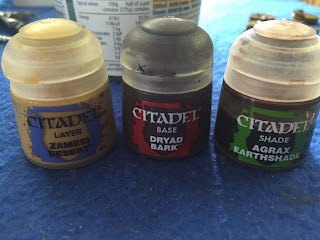 CITADEL
LAYER
ZAMESI
DESERT
CITADEL
BASE
DRYAD
BARK
CITADEL
SHADE
AGRAX
EARTHSHADE